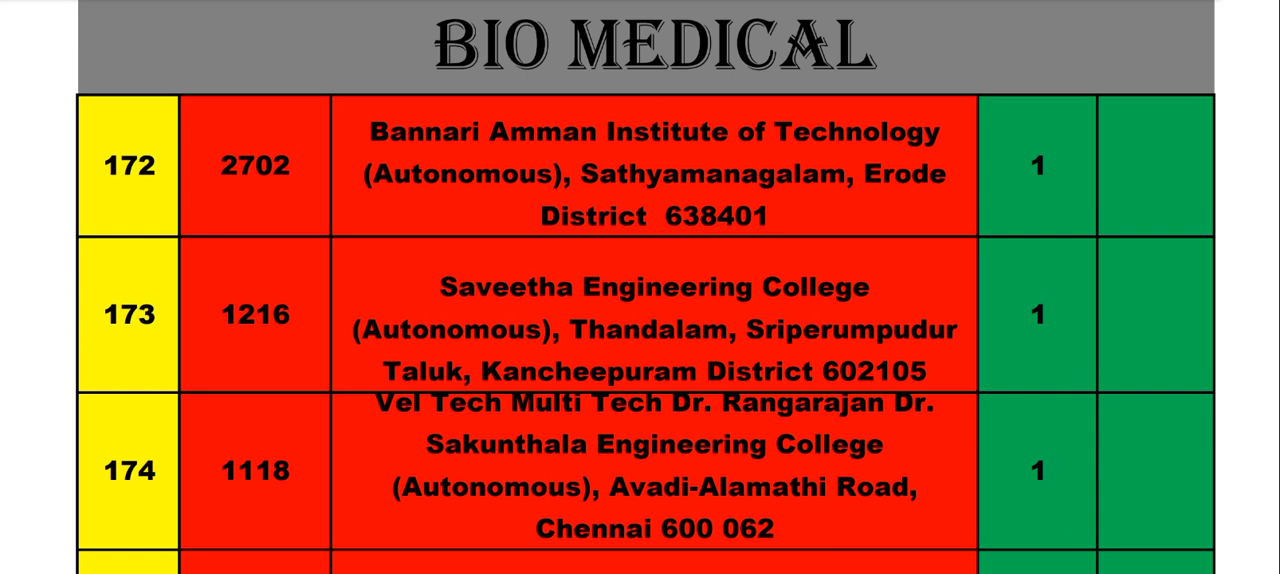 BIO MEDICAL
172
2702
Bannari Amman Institute of Technology
(Autonomous), Sathyamanagalam, Erode
District 638401
1
173
1216
Saveetha Engineering College
(Autonomous), Thandalam, Sriperumpudur
Taluk, Kancheepuram District 602105
1
174
1118
Vel Tech Multi Tech Dr. Rangarajan Dr.
Sakunthala Engineering College
(Autonomous), Avadi-Alamathi Road,
Chennai 600 062
1